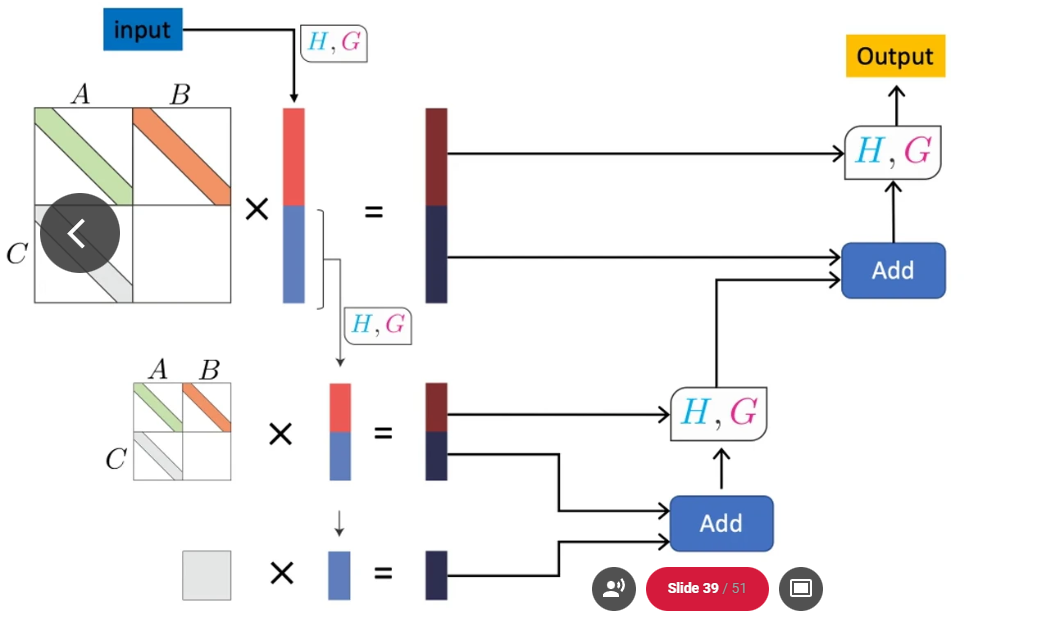 input
H, G
Output
A B
H, G
× =
C
Add
H, G
A B
H, G
× =
C
Add
× =
Slide 39 / 51